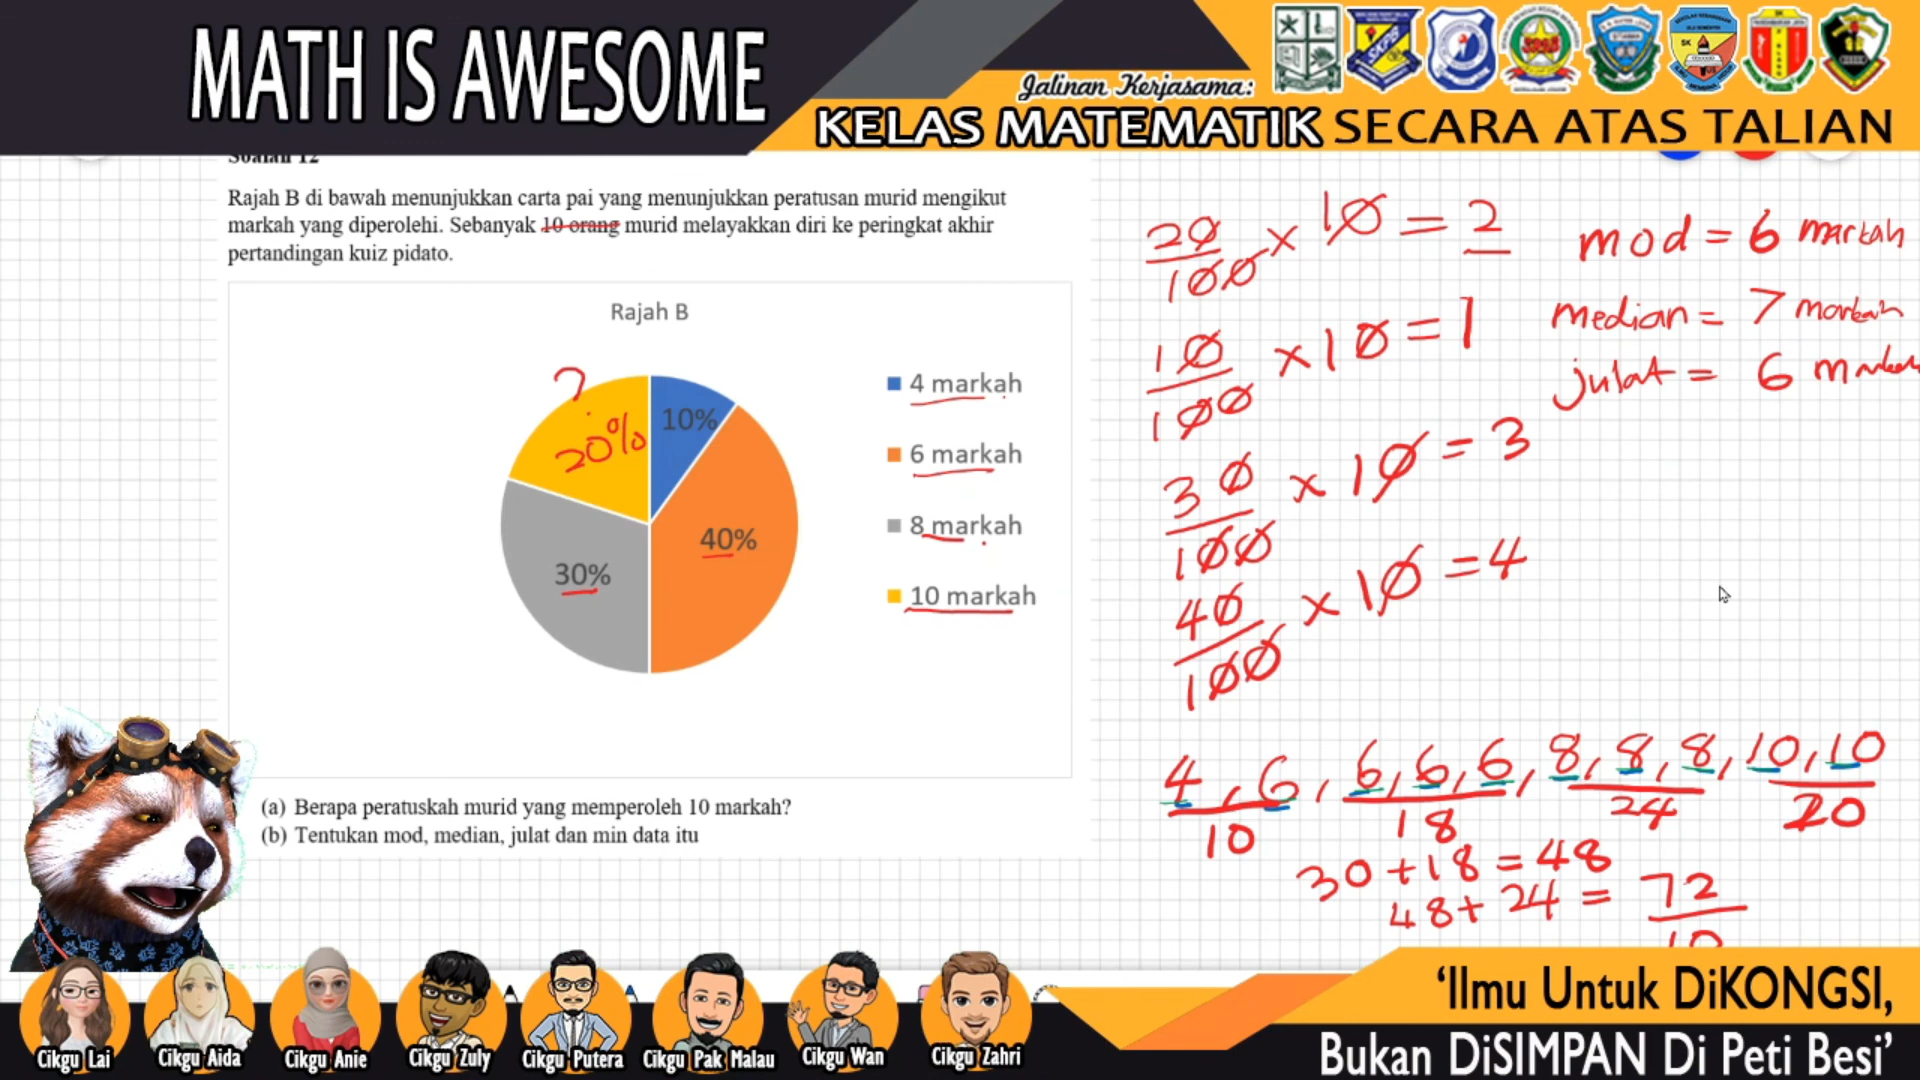 MATH IS AWESOME
Jalinan Kerjasama:
KELAS MATEMATIK SECARA ATAS TALIAN
Soalan 12
Rajah B di bawah menunjukkan carta pai yang menunjukkan peratusan murid mengikut
markah yang diperolehi. Sebanyak 10 orang murid melayakkan diri ke peringkat akhir
pertandingan kuiz pidato.
Rajah B
?
20%
10%
40%
30%
4 markah
6 markah
8 markah
10 markah
(a) Berapa peratuskah murid yang memperoleh 10 markah?
(b) Tentukan mod, median, julat dan min data itu
20/100 × 10 = 2
10/100 × 10 = 1
30/100 × 10 = 3
40/100 × 10 = 4
mod = 6 markah
median = 7 markah
julat = 6 markah
4, 6, 6, 6, 6, 8, 8, 8, 10, 10
10 18 24 20
30 + 18 = 48
48 + 24 = 72
10
Cikgu Lai
Cikgu Aida
Cikgu Anie
Cikgu Zuly
Cikgu Putera
Cikgu Pak Malau
Cikgu Wan
Cikgu Zahri
'Ilmu Untuk DiKONGSI,
Bukan DiSIMPAN Di Peti Besi'